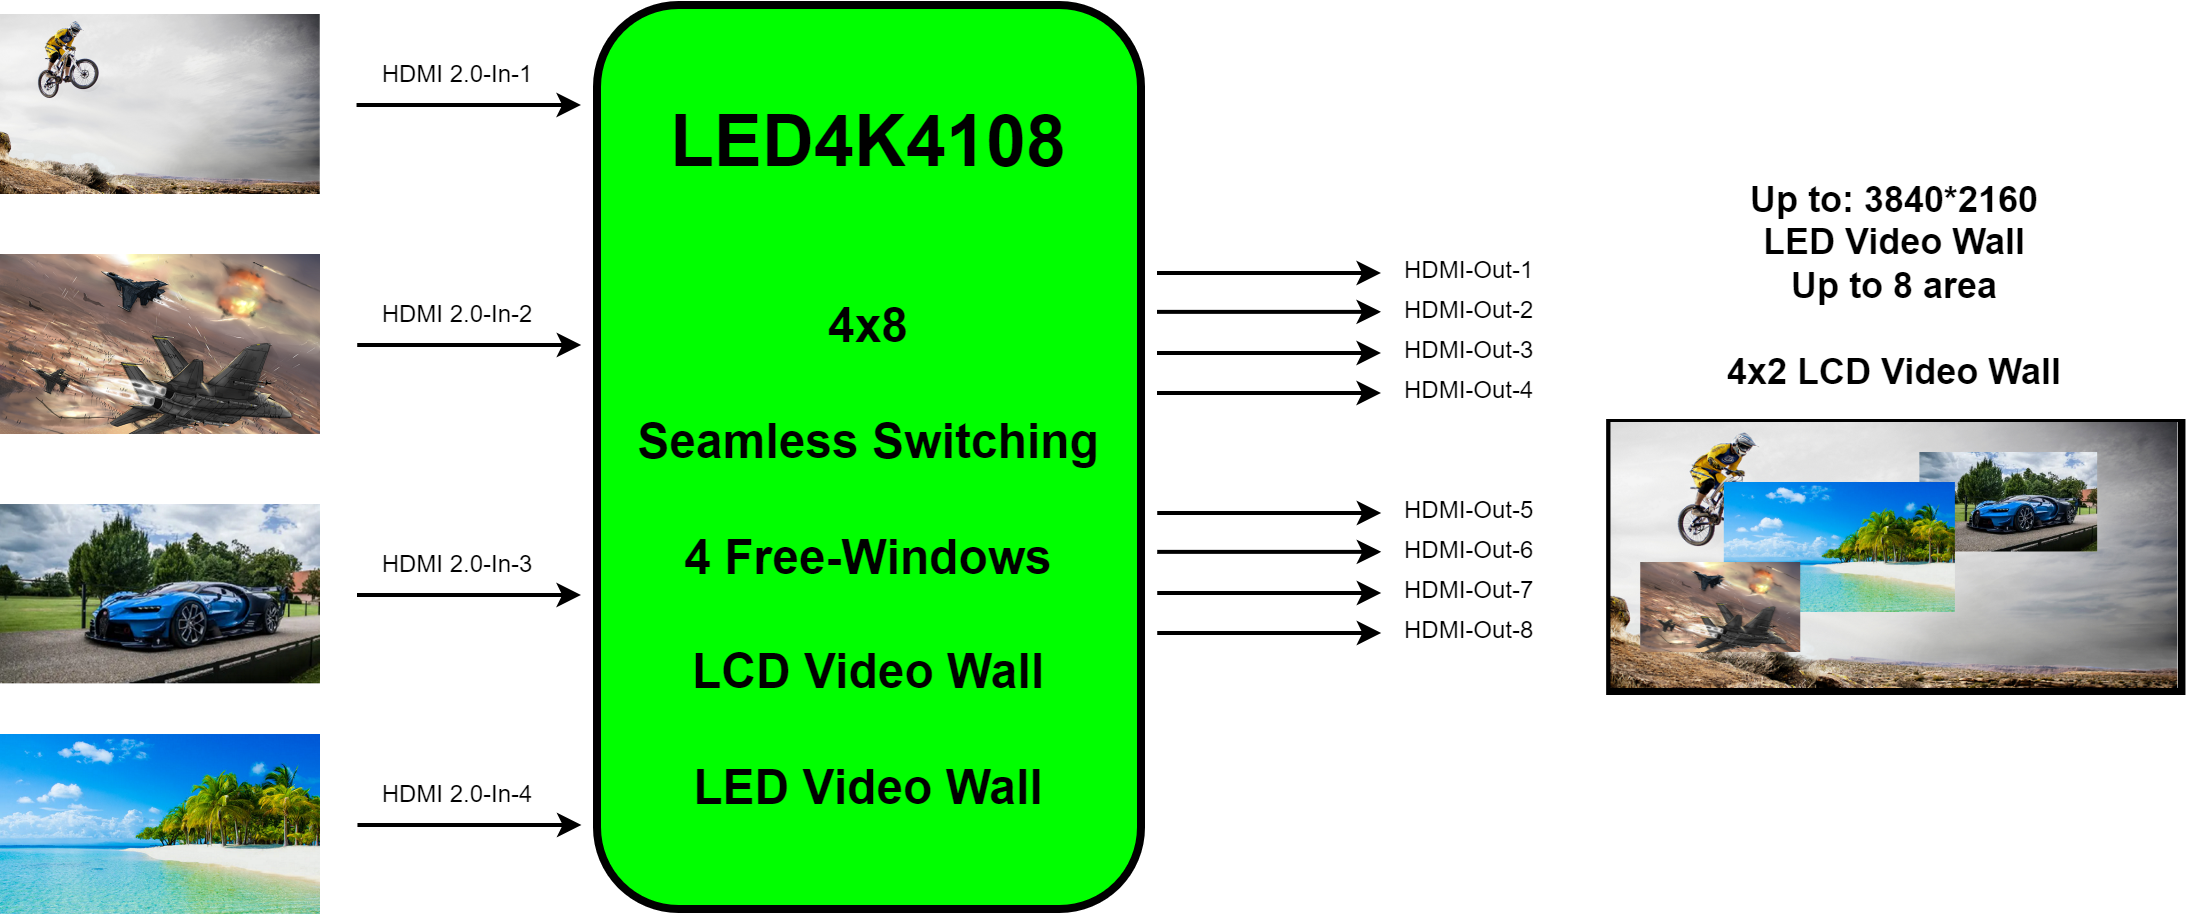 HDMI 2.0-In-1
HDMI 2.0-In-2
HDMI 2.0-In-3
HDMI 2.0-In-4
LED4K4108
4x8
Seamless Switching
4 Free-Windows
LCD Video Wall
LED Video Wall
HDMI-Out-1
HDMI-Out-2
HDMI-Out-3
HDMI-Out-4
HDMI-Out-5
HDMI-Out-6
HDMI-Out-7
HDMI-Out-8
Up to: 3840*2160
LED Video Wall
Up to 8 area
4x2 LCD Video Wall